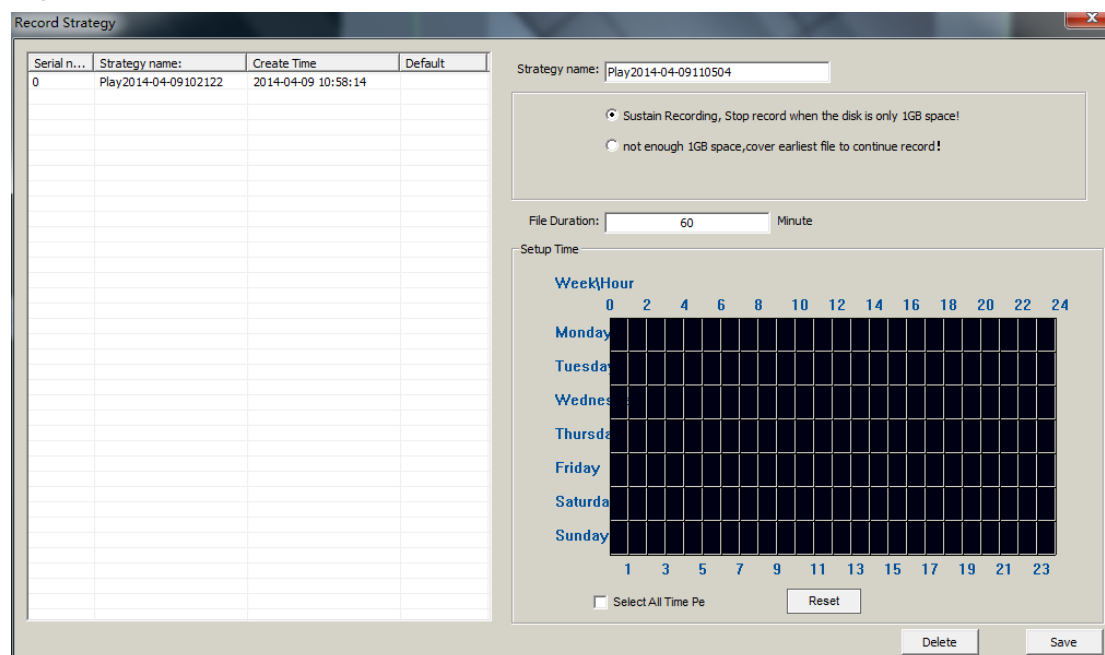 Record Strategy
Serial n... Strategy name: Create Time Default
0 Play2014-04-09102122 2014-04-09 10:58:14
Strategy name: Play2014-04-09110504
Sustain Recording, Stop record when the disk is only 1GB space!
not enough 1GB space,cover earliest file to continue record!
File Duration: 60 Minute
Setup Time
Week\Hour
0 2 4 6 8 10 12 14 16 18 20 22 24
Monday
Tuesday
Wednes
Thursda
Friday
Saturda
Sunday
1 3 5 7 9 11 13 15 17 19 21 23
Select All Time Pe Reset
Delete Save